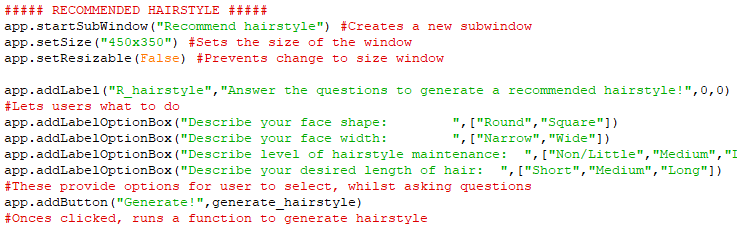 ##### RECOMMENDED HAIRSTYLE #####
app.startSubWindow("Recommend hairstyle") #Creates a new subwindow
app.setSize("450x350") #Sets the size of the window
app.setResizable(False) #Prevents change to size window
app.addLabel("R_hairstyle","Answer the questions to generate a recommended hairstyle!",0,0)
#Lets users what to do
app.addLabelOptionBox("Describe your face shape:        ",["Round","Square"])
app.addLabelOptionBox("Describe your face width:        ",["Narrow","Wide"])
app.addLabelOptionBox("Describe level of hairstyle maintenance:  ",["Non/Little","Medium",
app.addLabelOptionBox("Describe your desired length of hair:  ",["Short","Medium","Long"])
#These provide options for user to select, whilst asking questions
app.addButton("Generate!",generate_hairstyle)
#Onces clicked, runs a function to generate hairstyle